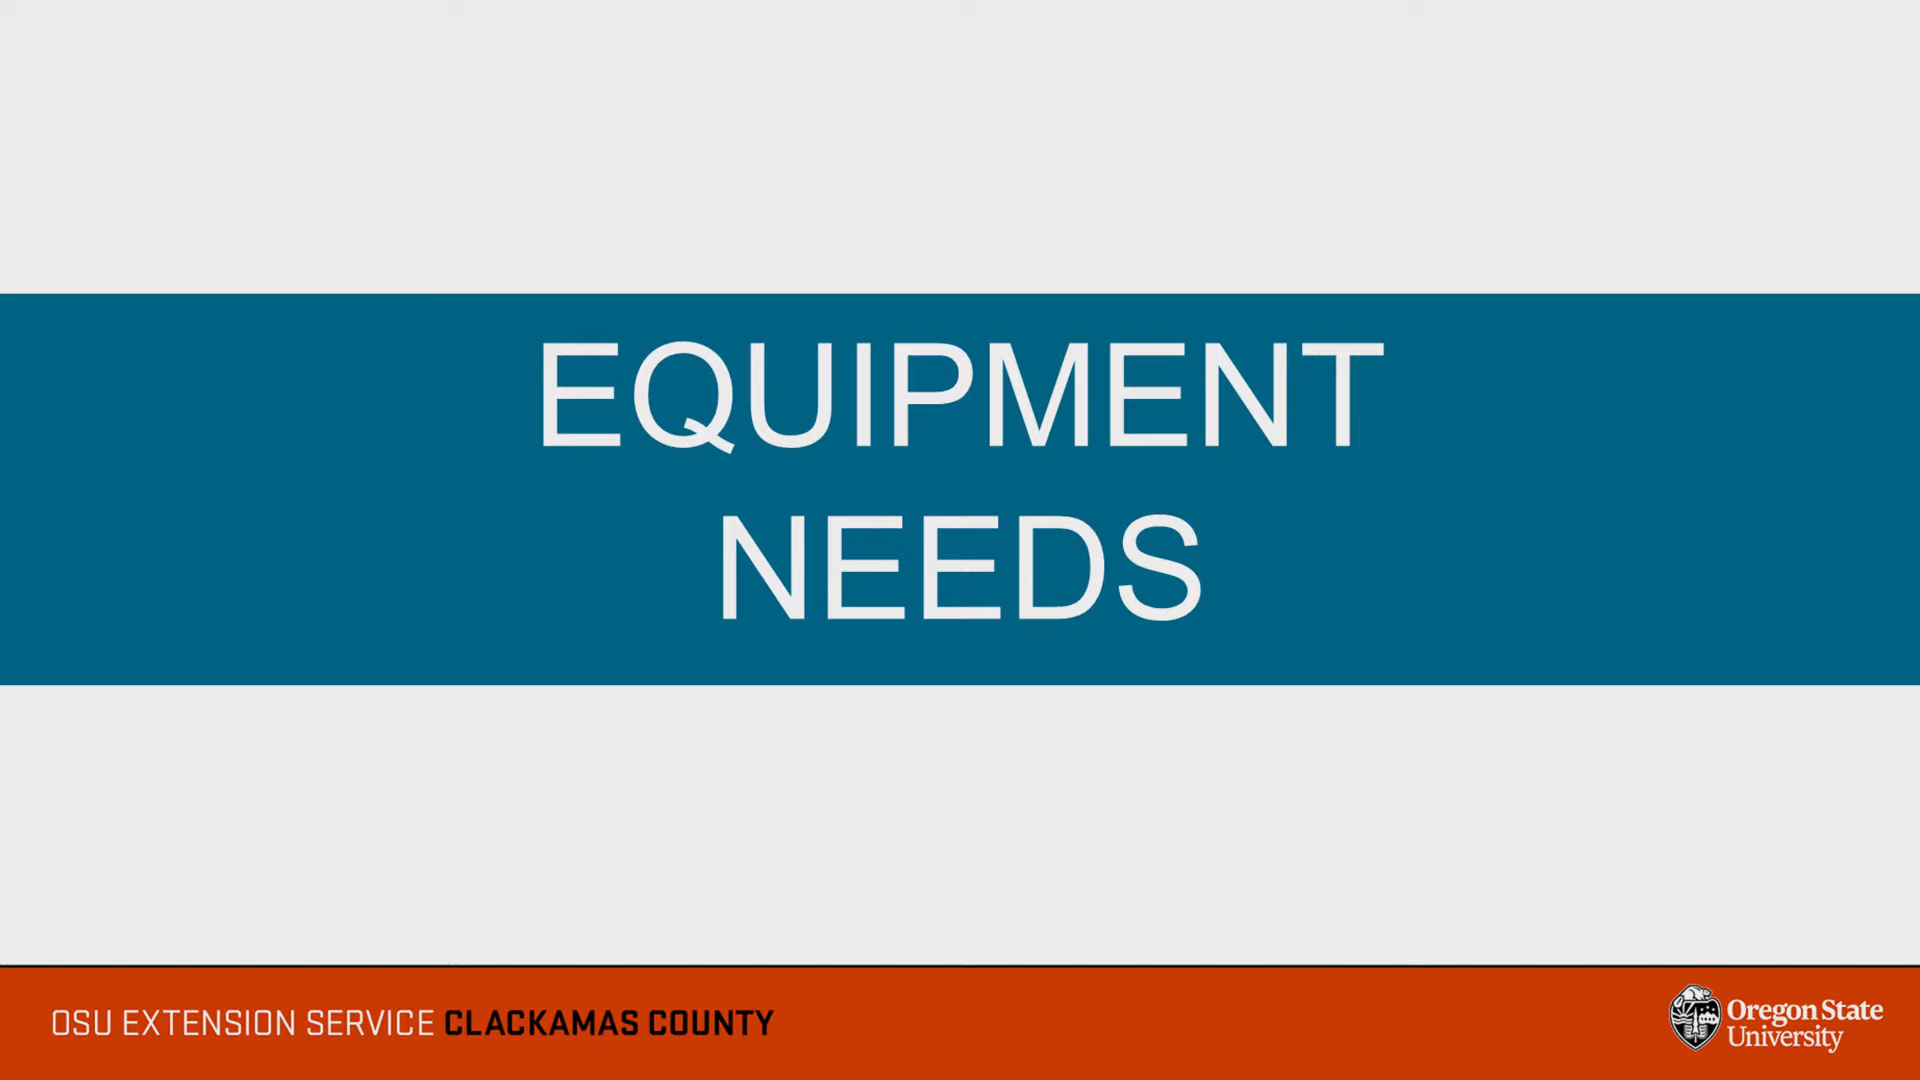 EQUIPMENT
NEEDS
OSU EXTENSION SERVICE CLACKAMAS COUNTY
Oregon State
University